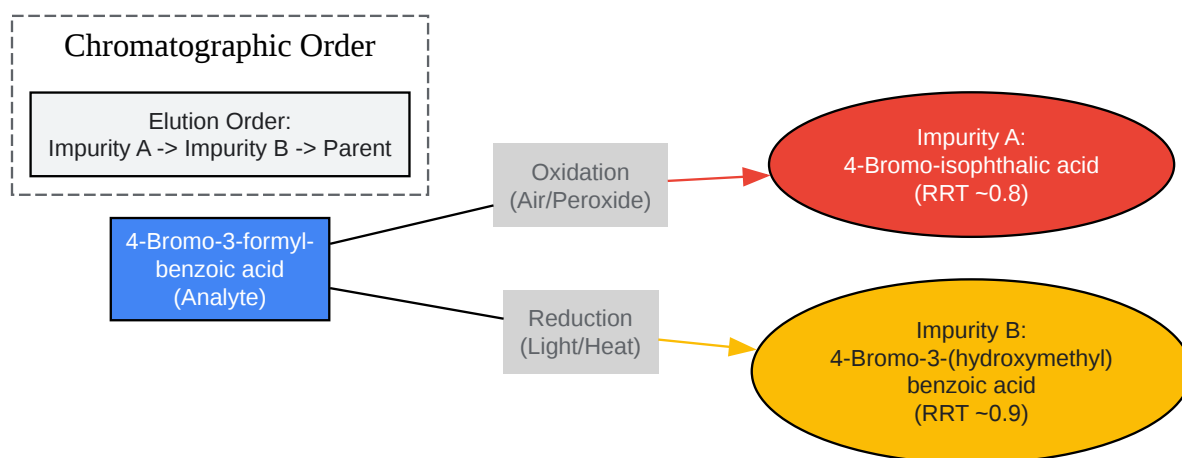 Chromatographic Order
Elution Order:
Impurity A -> Impurity B -> Parent
4-Bromo-3-formyl-
benzoic acid
(Analyte)
Oxidation
(Air/Peroxide)
Impurity A:
4-Bromo-isophthalic acid
(RRT ~0.8)
Reduction
(Light/Heat)
Impurity B:
4-Bromo-3-(hydroxymethyl)
benzoic acid
(RRT ~0.9)